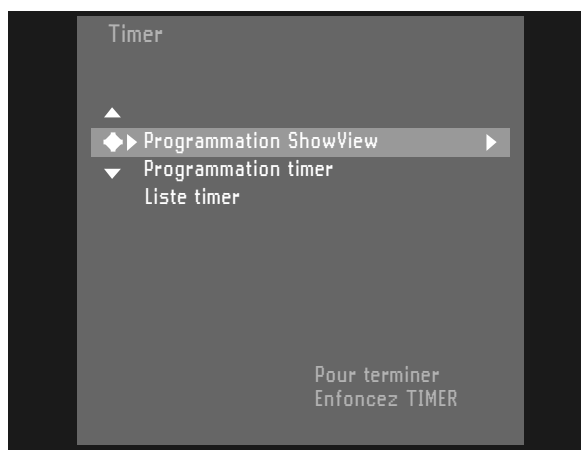 Timer
Programmation ShowView
Programmation timer
Liste timer
Pour terminer
Enfoncez TIMER